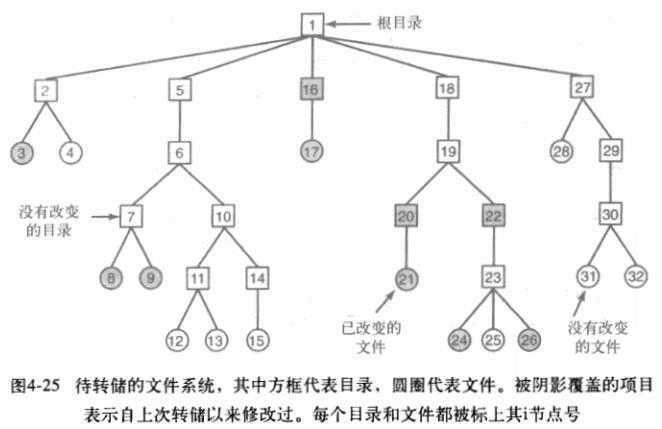 1 根目录
2 5 16 18 27
3 4 6 17 19 28 29
没有改变
的目录
7 10 20 22 30
8 9 11 14 21 23 31 32
已改变的
文件
没有改变
的文件
12 13 15 24 25 26
图4-25 待转储的文件系统，其中方框代表目录，圆圈代表文件。被阴影覆盖的项目
表示自上次转储以来修改过。每个目录和文件都被标上其i节点号